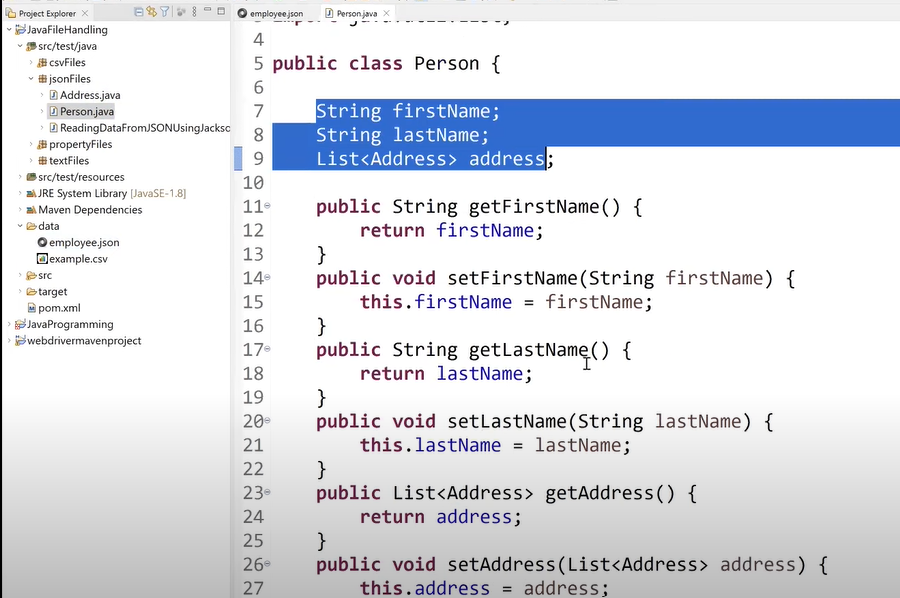 Project Explorer
JavaFileHandling
src/test/java
csvFiles
jsonFiles
Address.java
Person.java
ReadingDataFromJSONUsingJackso
propertyFiles
textFiles
src/test/resources
JRE System Library [JavaSE-1.8]
Maven Dependencies
data
employee.json
example.csv
src
target
pom.xml
JavaProgramming
webdrivermavenproject
employee.json Person.java
4
5 public class Person {
6
7 String firstName;
8 String lastName;
9 List<Address> address;
10
11 public String getFirstName() {
12 return firstName;
13 }
14 public void setFirstName(String firstName) {
15 this.firstName = firstName;
16 }
17 public String getLastName() {
18 return lastName;
19 }
20 public void setLastName(String lastName) {
21 this.lastName = lastName;
22 }
23 public List<Address> getAddress() {
24 return address;
25 }
26 public void setAddress(List<Address> address) {
27 this.address = address;